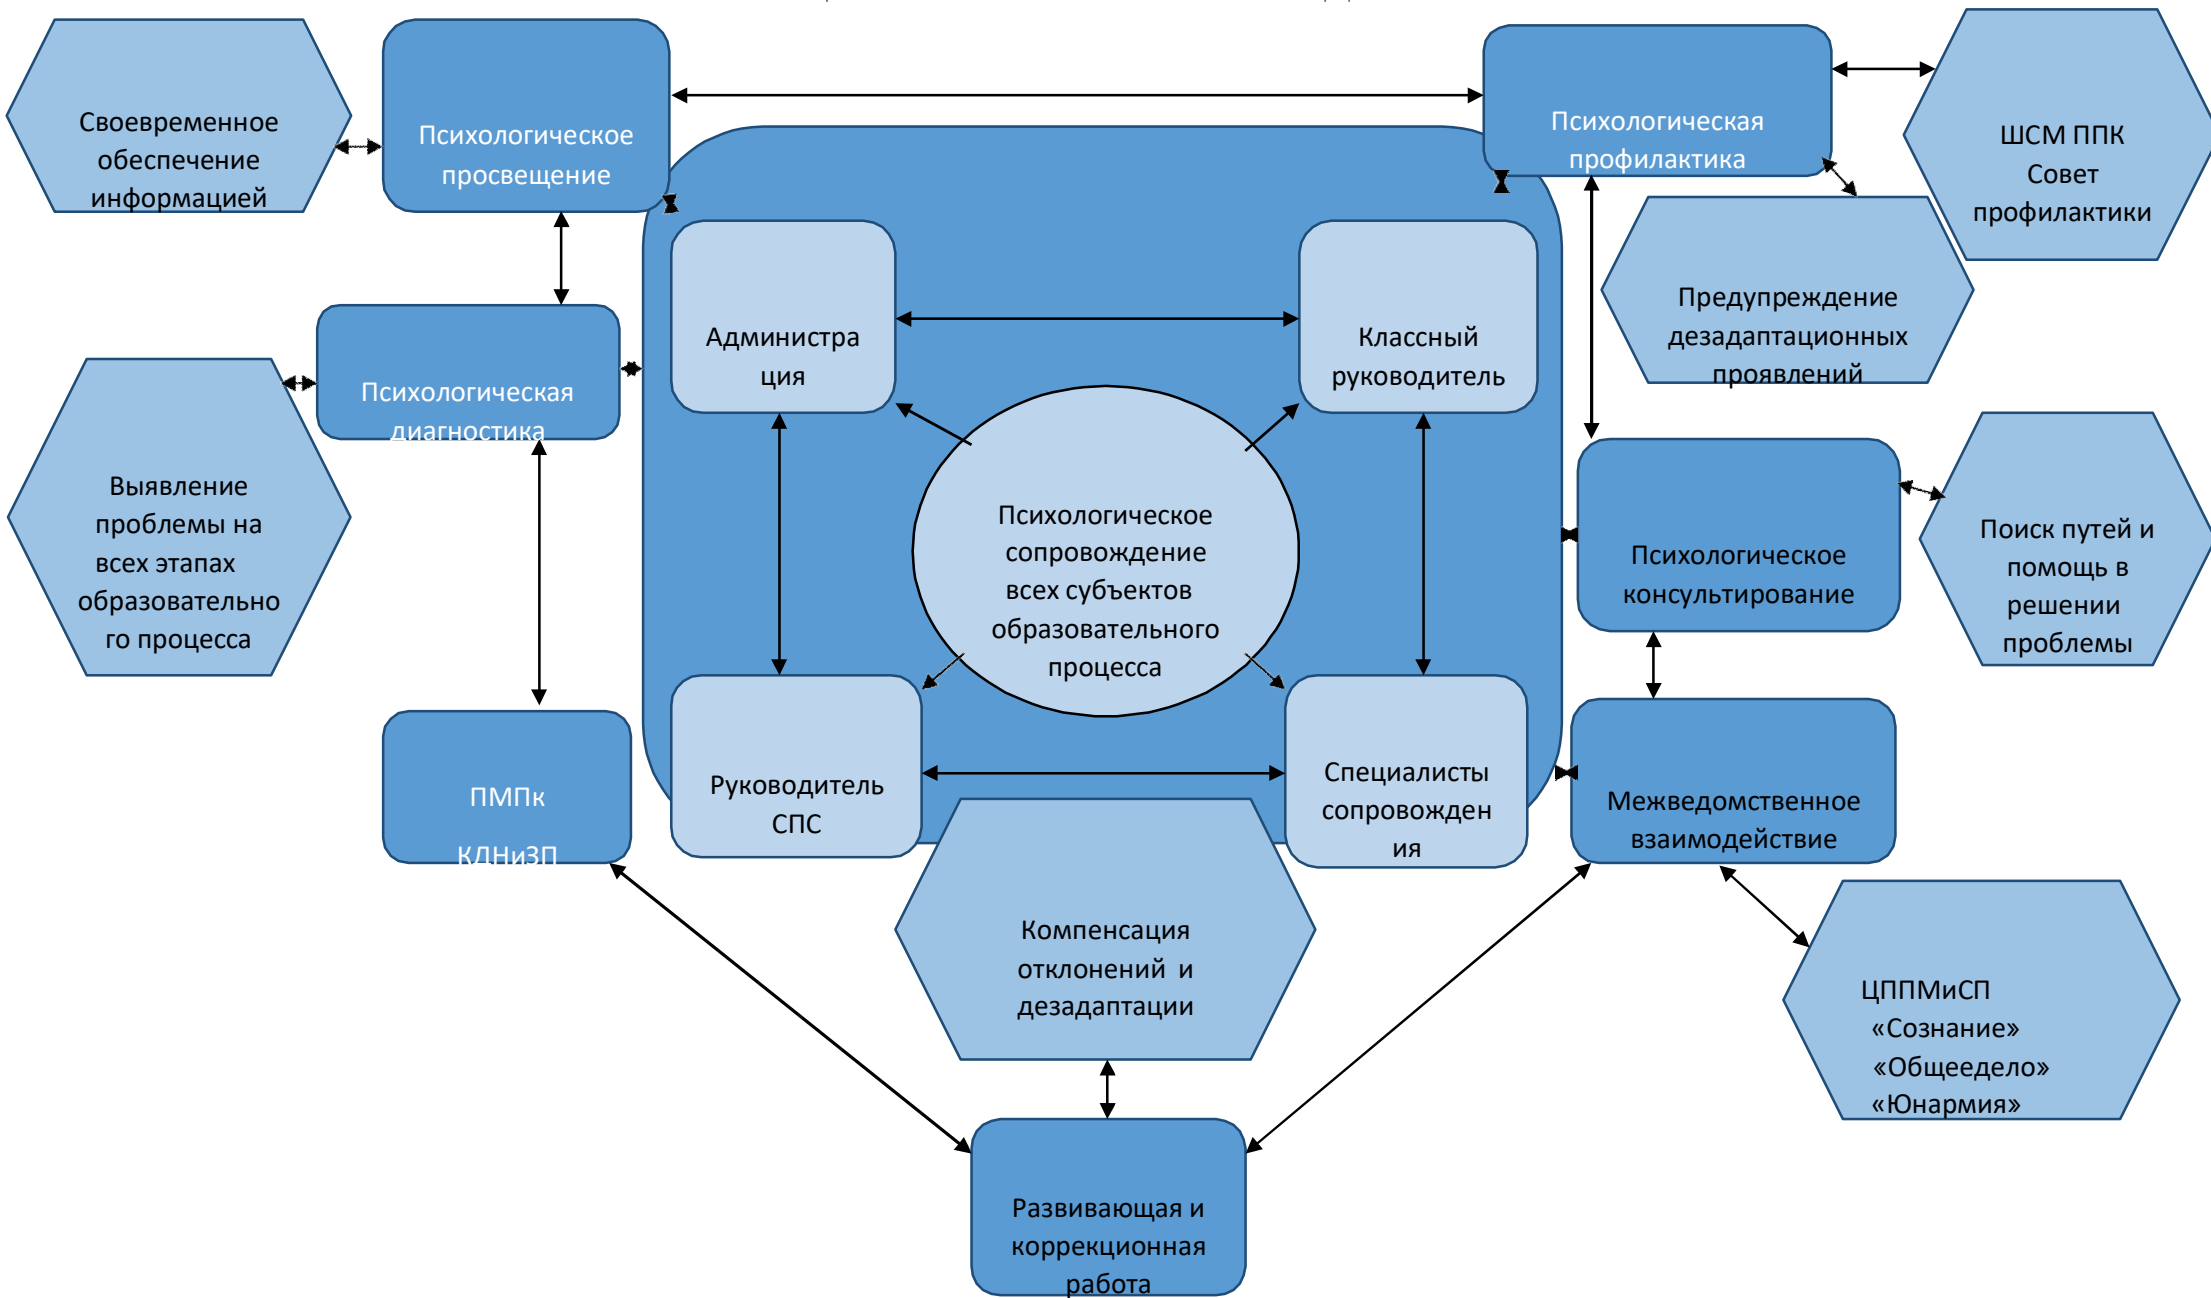 Своевременное
обеспечение
информацией
Психологическое
просвещение
Психологическая
профилактика
ШСМ ППК
Совет
профилактики
Предупреждение
дезадаптационных
проявлений
Администра
ция
Классный
руководитель
Психологическая
диагностика
Выявление
проблемы на
всех этапах
образовательно
го процесса
Психологическое
сопровождение
всех субъектов
образовательного
процесса
Психологическое
консультирование
Поиск путей и
помощь в
решении
проблемы
ПМПк
КДНиЗП
Руководитель
СПС
Специалисты
сопровожден
ия
Межведомственное
взаимодействие
Компенсация
отклонений и
дезадаптации
ЦППМиСП
«Сознание»
«Общеедело»
«Юнармия»
Развивающая и
коррекционная
работа